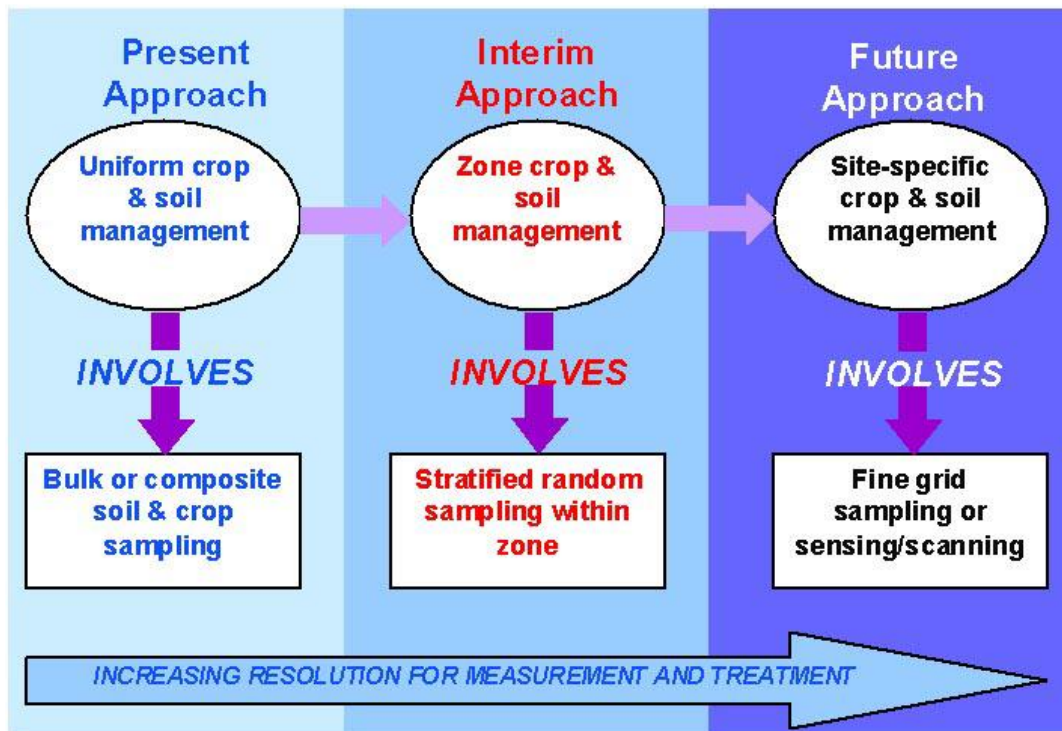 Present
Approach
Uniform crop
& soil
management
INVOLVES
Bulk or composite
soil & crop
sampling
Interim
Approach
Zone crop &
soil
management
INVOLVES
Stratified random
sampling within
zone
Future
Approach
Site-specific
crop & soil
management
INVOLVES
Fine grid
sampling or
sensing/scanning
INCREASING RESOLUTION FOR MEASUREMENT AND TREATMENT